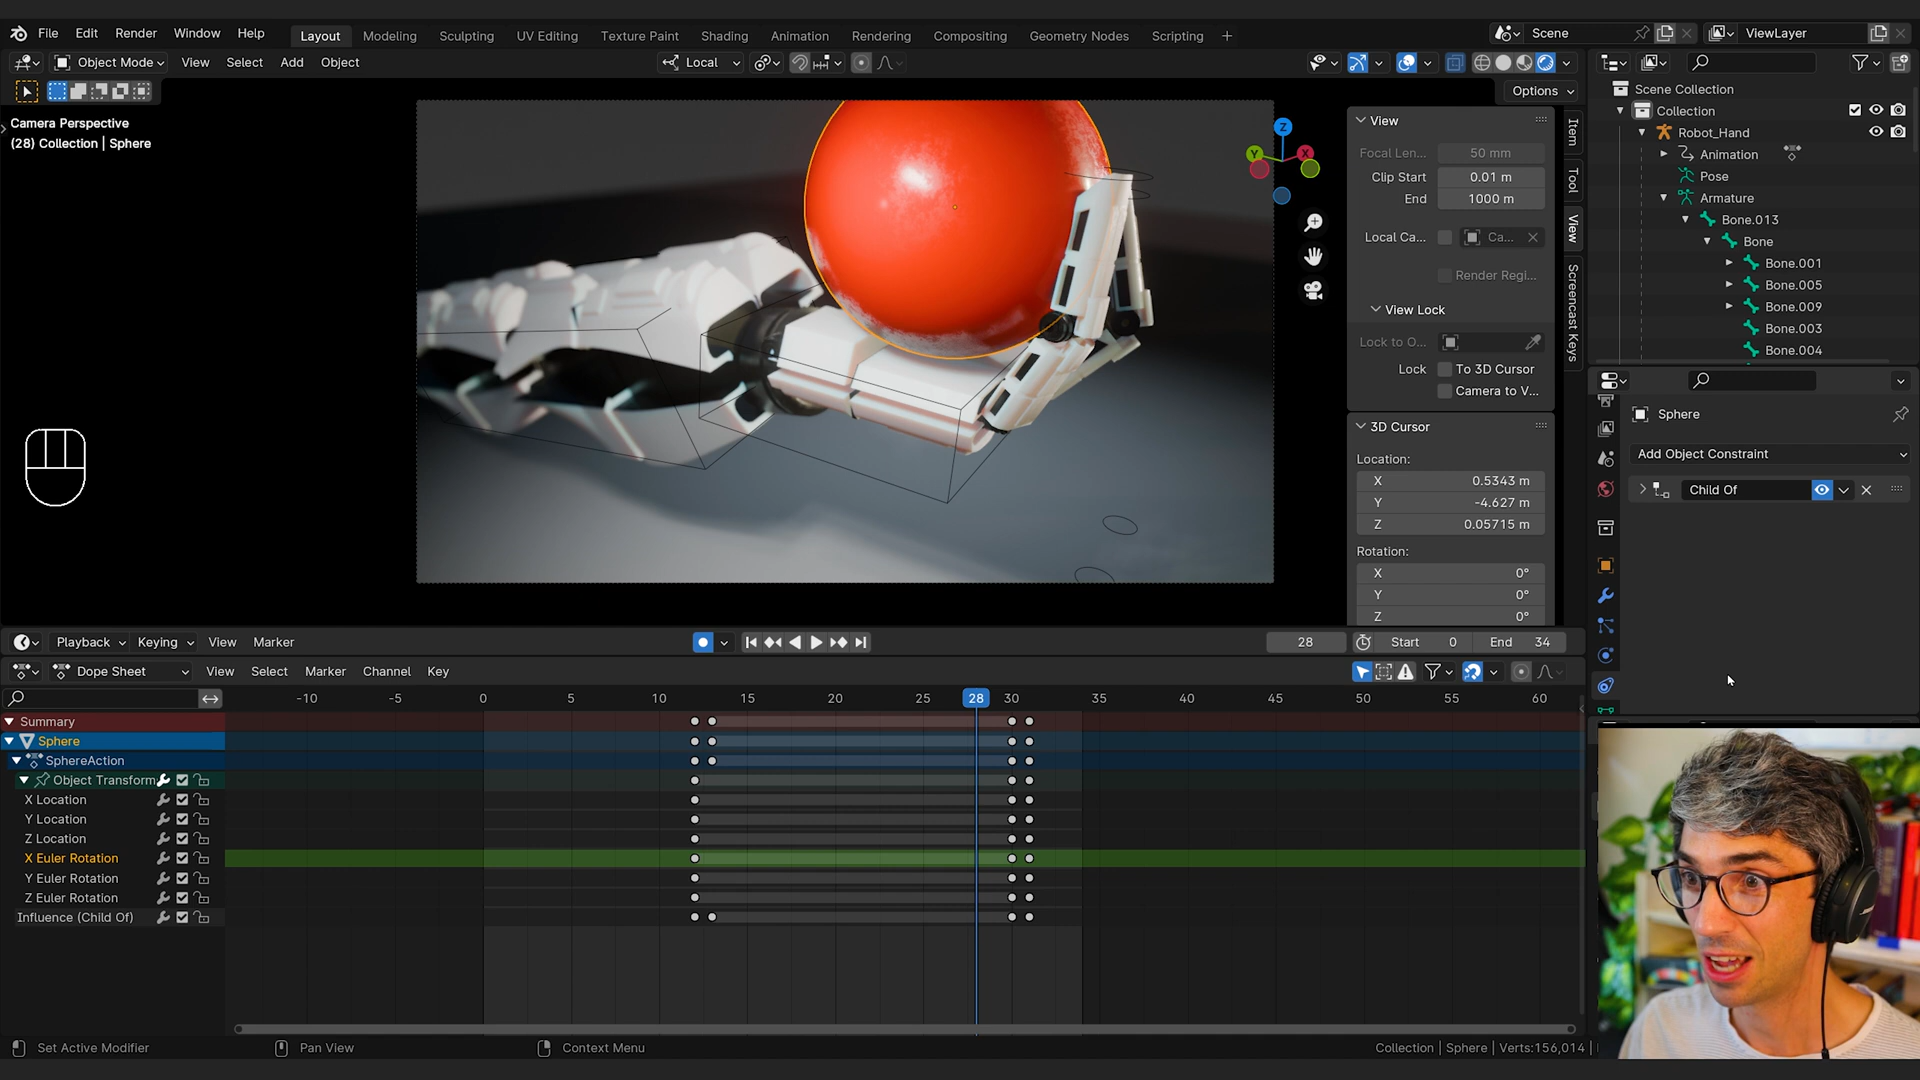 File Edit Render Window Help Layout Modeling Sculpting UV Editing Texture Paint Shading Animation Rendering Compositing Geometry Nodes Scripting + Scene ViewLayer
Object Mode View Select Add Object Local
Options
Camera Perspective
(28) Collection | Sphere
Z
Y
X
View
Focal Len... 50 mm
Clip Start 0.01 m
End 1000 m
Local Ca... Ca...
Render Regi...
View Lock
Lock to O...
Lock To 3D Cursor
Camera to V...
3D Cursor
Location:
X 0.5343 m
Y -4.627 m
Z 0.05715 m
Rotation:
X 0°
Y 0°
Z 0°
Item
Tool
View
Screencast Keys
Scene Collection
Collection
Robot_Hand
Animation
Pose
Armature
Bone.013
Bone
Bone.001
Bone.005
Bone.009
Bone.003
Bone.004
Sphere
Add Object Constraint
Child Of
Playback Keying View Marker 28 Start 0 End 34
Dope Sheet View Select Marker Channel Key
-10 -5 0 5 10 15 20 25 28 30 35 40 45 50 55 60
Summary
Sphere
SphereAction
Object Transform
X Location
Y Location
Z Location
X Euler Rotation
Y Euler Rotation
Z Euler Rotation
Influence (Child Of)
Set Active Modifier Pan View Context Menu Collection | Sphere | Verts:156,014 |